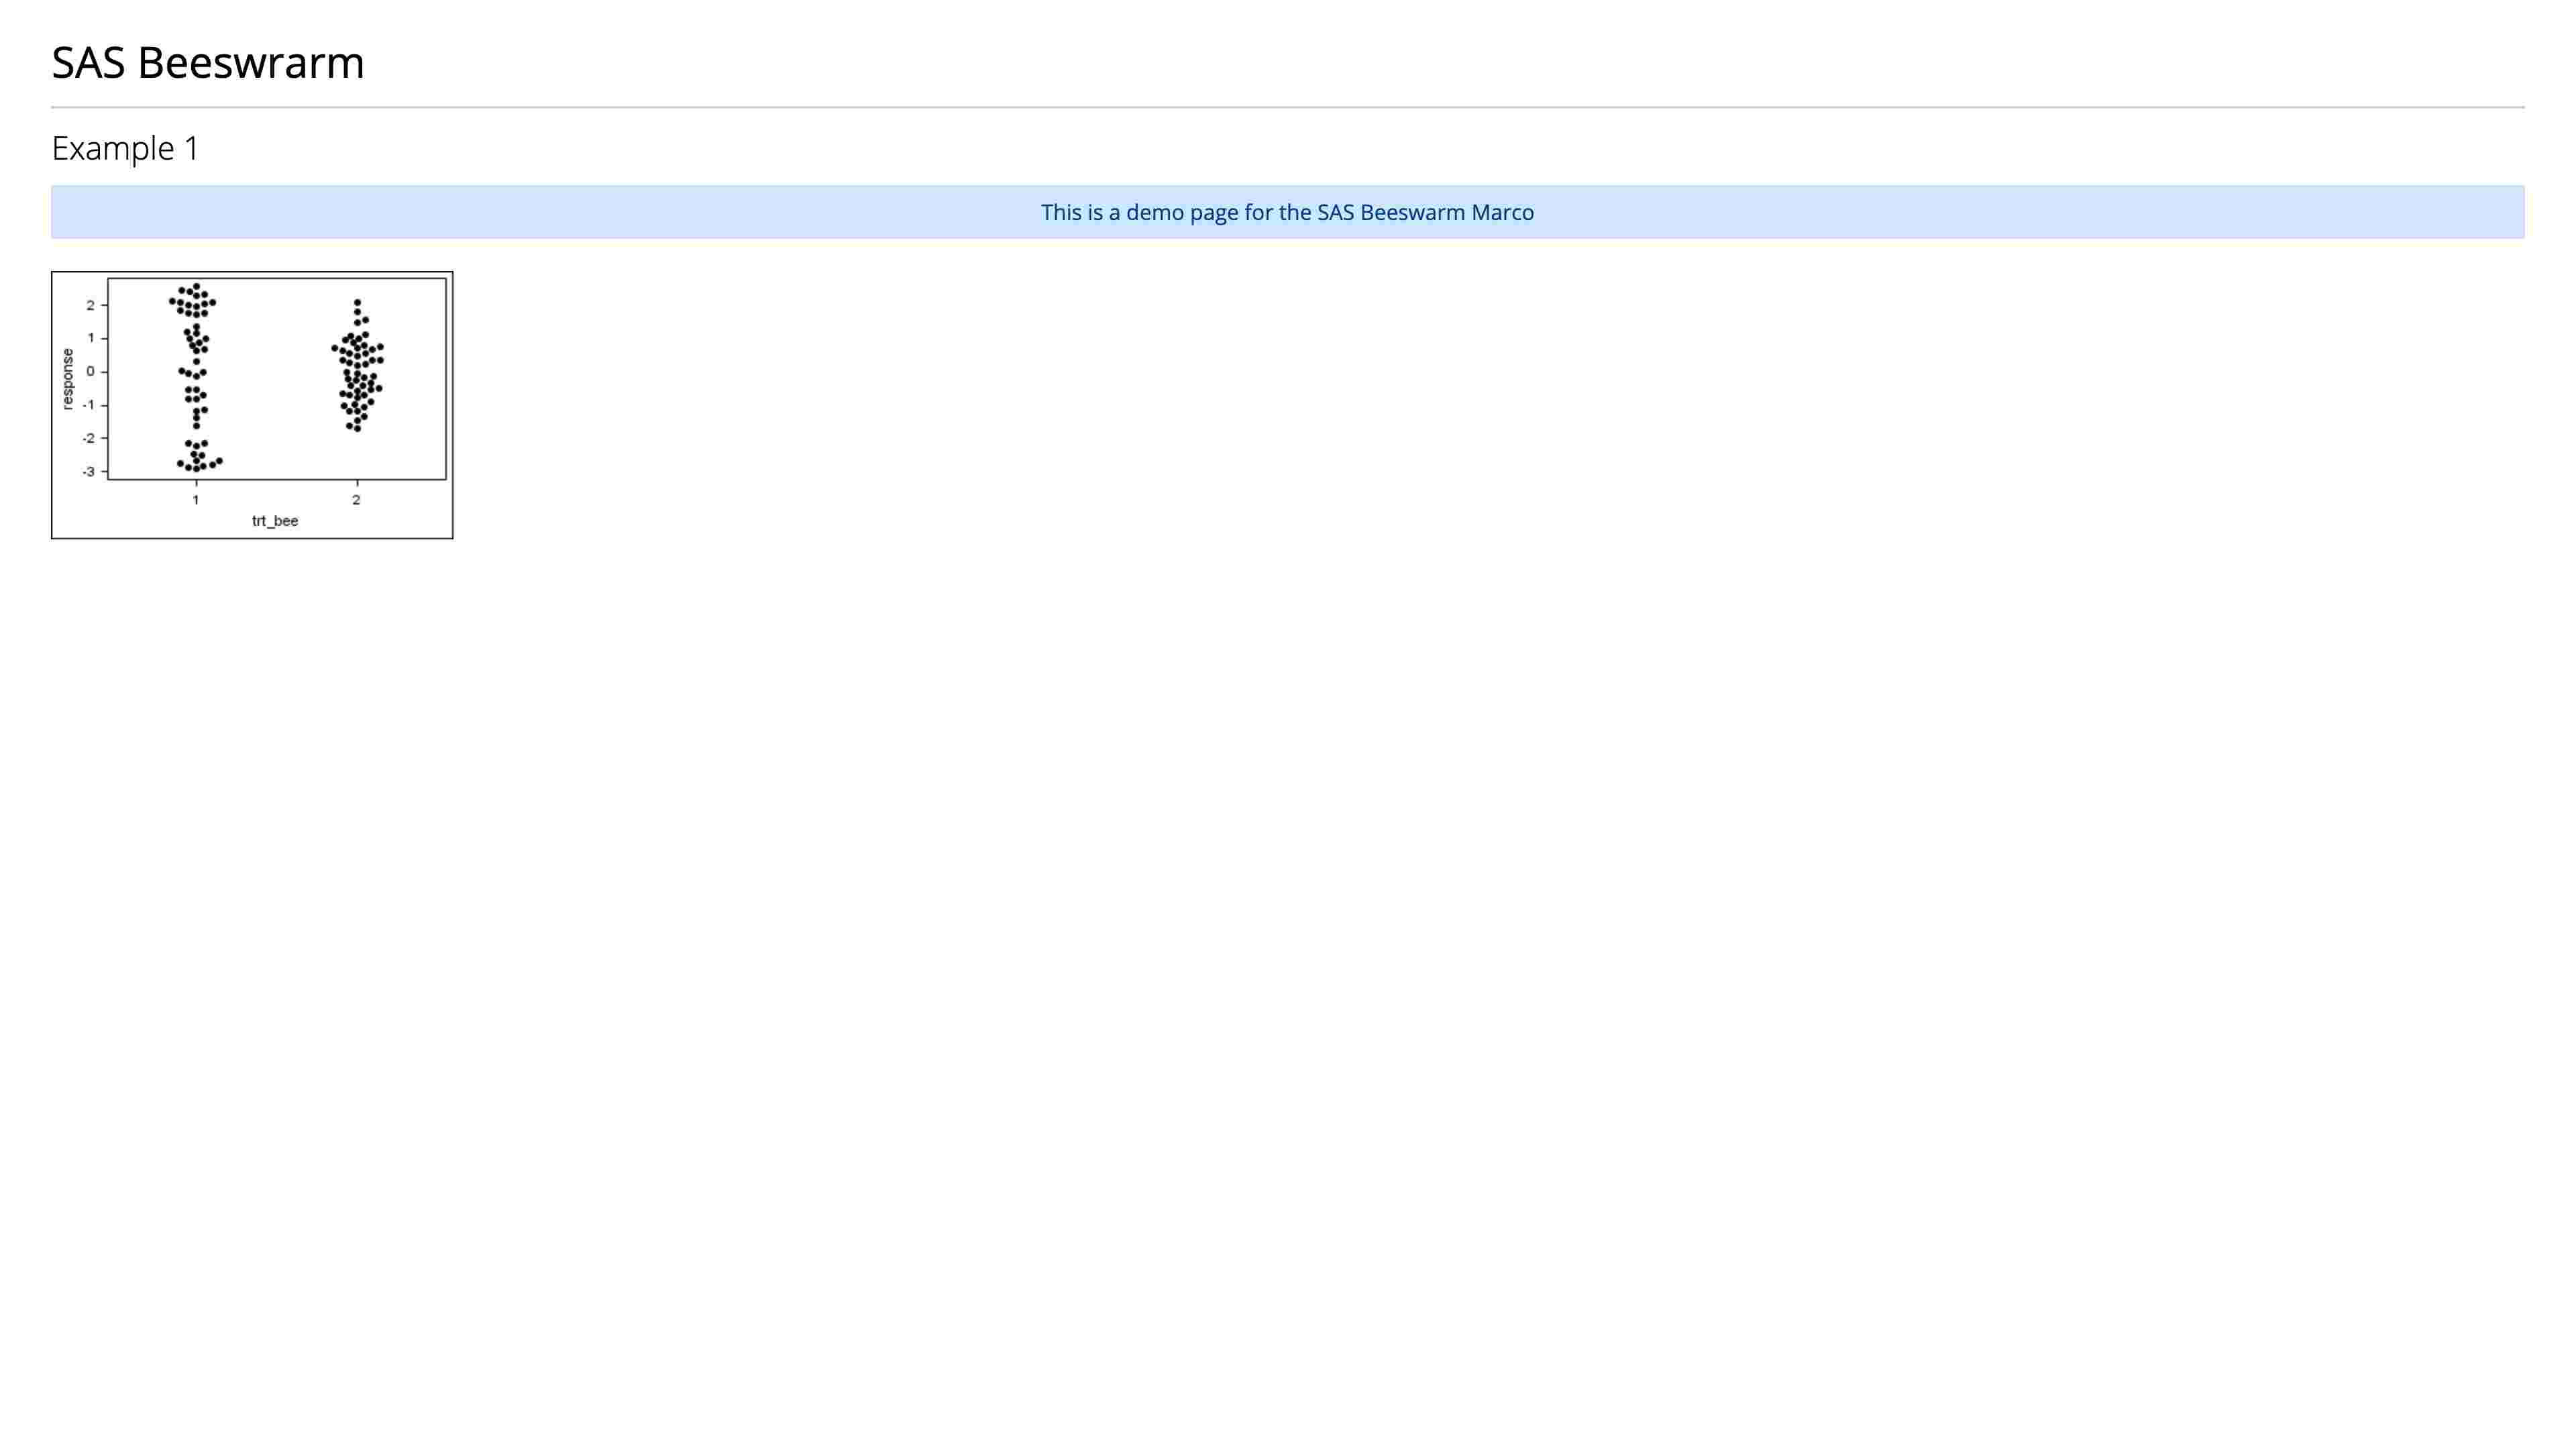 SAS Beeswrarm
Example 1
This is a demo page for the SAS Beeswarm Marco
2
1
0
-1
-2
-3
response
1 2
trt_bee